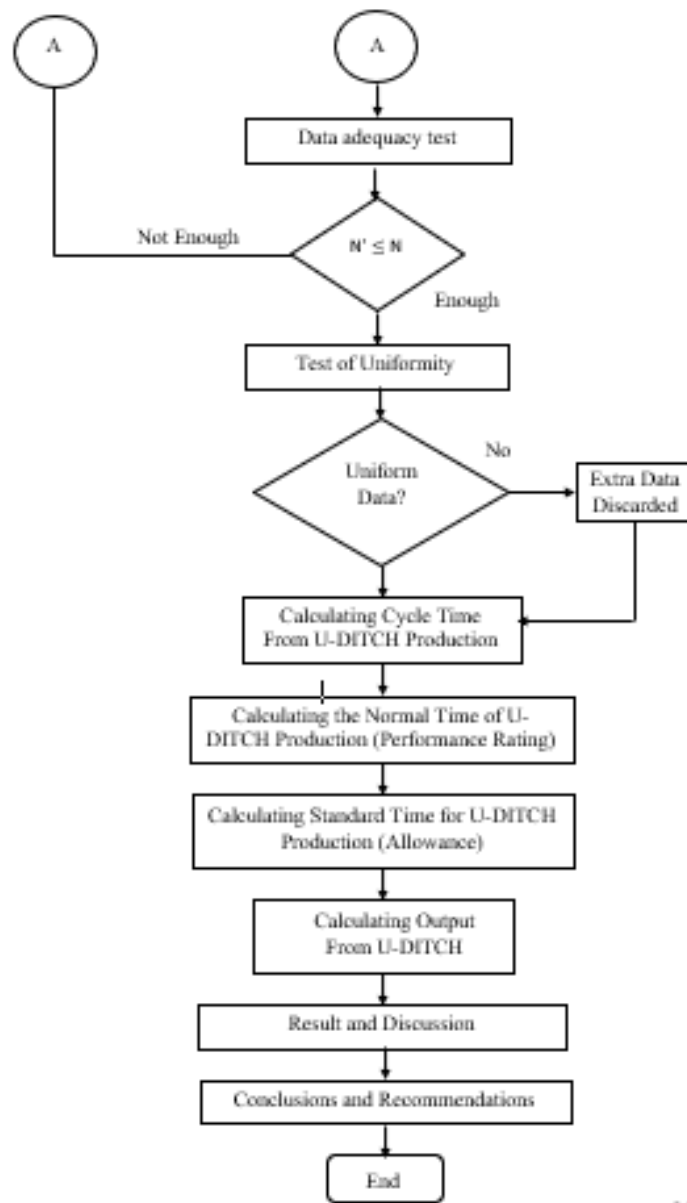 A
A
Data adequacy test
N' ≤ N
Not Enough
Enough
Test of Uniformity
Uniform
Data?
No
Extra Data
Discarded
Calculating Cycle Time
From U-DITCH Production
Calculating the Normal Time of U-
DITCH Production (Performance Rating)
Calculating Standard Time for U-DITCH
Production (Allowance)
Calculating Output
From U-DITCH
Result and Discussion
Conclusions and Recommendations
End